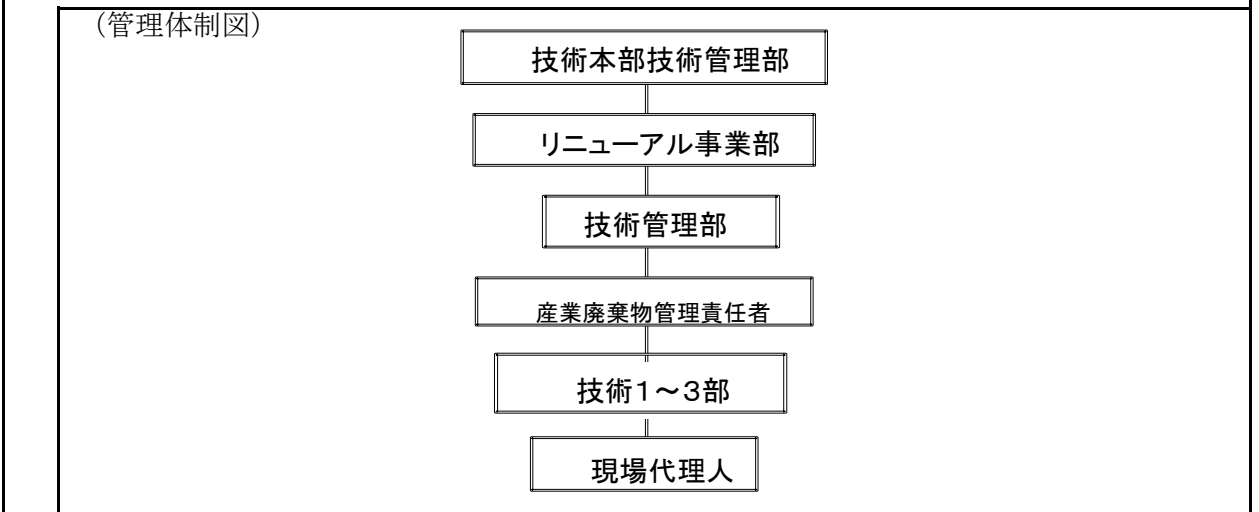 （管理体制図）
技術本部技術管理部
リニューアル事業部
技術管理部
産業廃棄物管理責任者
技術１～３部
現場代理人